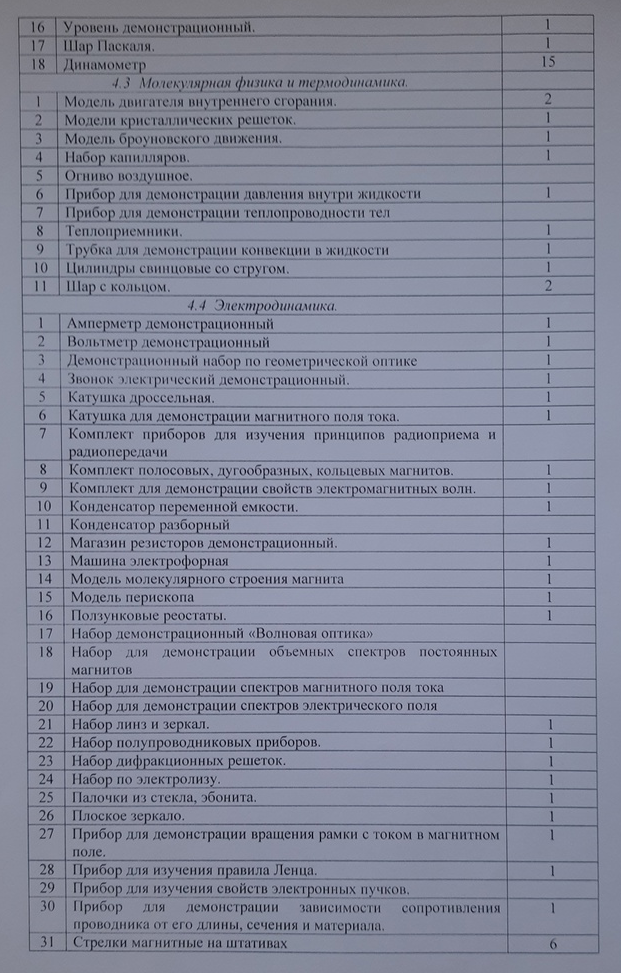 16 Уровень демонстрационный. 1
17 Шар Паскаля. 1
18 Динамометр 15
4.3 Молекулярная физика и термодинамика.
1 Модель двигателя внутреннего сгорания. 2
2 Модели кристаллических решеток. 1
3 Модель броуновского движения. 1
4 Набор капилляров. 1
5 Огниво воздушное.
6 Прибор для демонстрации давления внутри жидкости 1
7 Прибор для демонстрации теплопроводности тел
8 Теплоприемники. 1
9 Трубка для демонстрации конвекции в жидкости 1
10 Цилиндры свинцовые со стругом. 1
11 Шар с кольцом. 2
4.4 Электродинамика.
1 Амперметр демонстрационный 1
2 Вольтметр демонстрационный 1
3 Демонстрационный набор по геометрической оптике 1
4 Звонок электрический демонстрационный. 1
5 Катушка дроссельная. 1
6 Катушка для демонстрации магнитного поля тока. 1
7 Комплект приборов для изучения принципов радиоприема и
радиопередачи
8 Комплект полосовых, дугообразных, кольцевых магнитов. 1
9 Комплект для демонстрации свойств электромагнитных волн. 1
10 Конденсатор переменной емкости. 1
11 Конденсатор разборный
12 Магазин резисторов демонстрационный. 1
13 Машина электрофорная 1
14 Модель молекулярного строения магнита 1
15 Модель перископа 1
16 Ползунковые реостаты. 1
17 Набор демонстрационный «Волновая оптика»
18 Набор для демонстрации объемных спектров постоянных
магнитов
19 Набор для демонстрации спектров магнитного поля тока
20 Набор для демонстрации спектров электрического поля
21 Набор линз и зеркал. 1
22 Набор полупроводниковых приборов. 1
23 Набор дифракционных решеток. 1
24 Набор по электролизу. 1
25 Палочки из стекла, эбонита. 1
26 Плоское зеркало. 1
27 Прибор для демонстрации вращения рамки с током в магнитном 1
поле.
28 Прибор для изучения правила Ленца. 1
29 Прибор для изучения свойств электронных пучков.
30 Прибор для демонстрации зависимости сопротивления 1
проводника от его длины, сечения и материала.
31 Стрелки магнитные на штативах 6